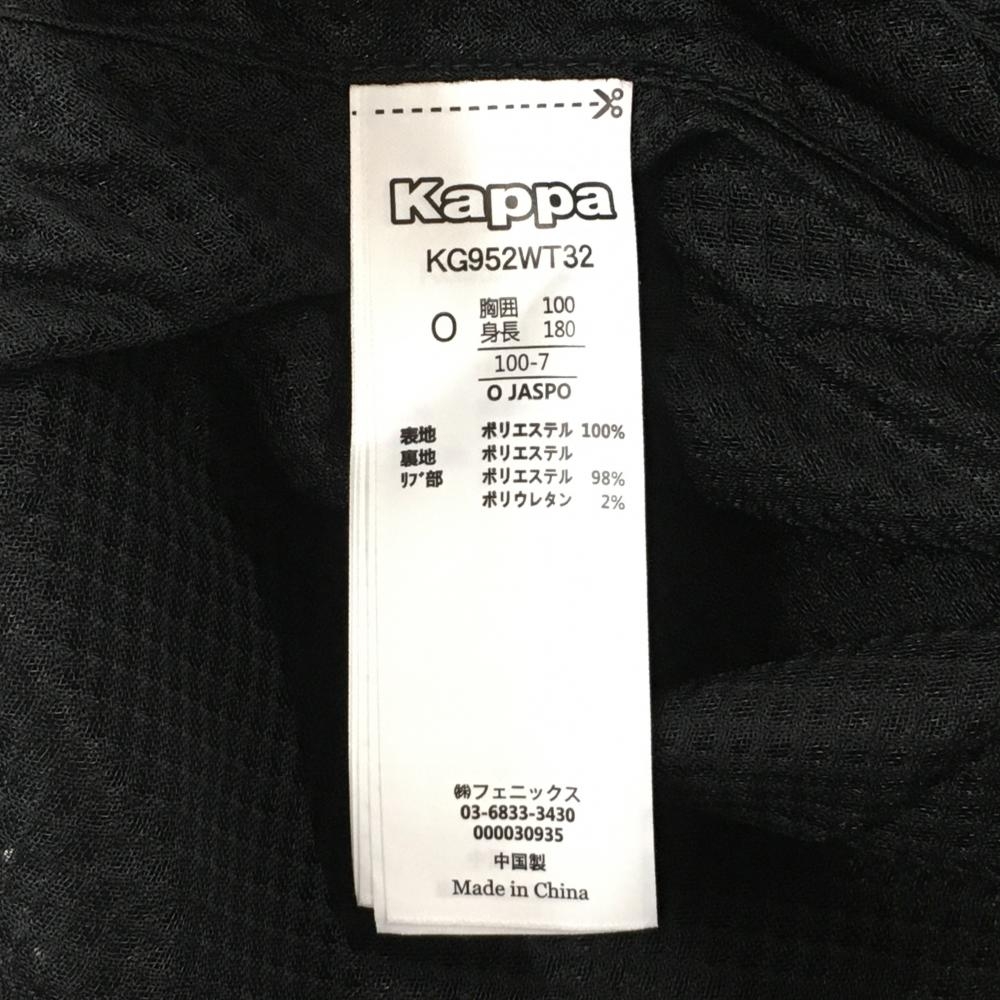 Kappa
KG952WT32
O
胸囲 100
身長 180
100-7
O JASPO
表地 ポリエステル 100%
裏地 ポリエステル
リブ部 ポリエステル 98%
ポリウレタン 2%
㈱フェニックス
03-6833-3430
000030935
中国製
Made in China